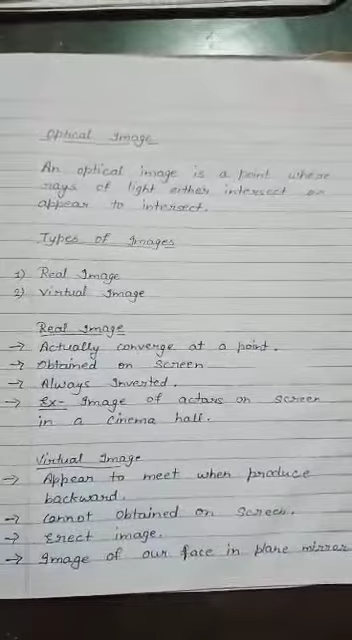 Optical Image
An optical image is a point where
rays of light either intersect or
appear to intersect.
Types of Images
1) Real Image
2) Virtual Image
Real Image
→ Actually converge at a point.
→ Obtained on Screen
→ Always Inverted.
→ Ex- Image of actors on screen
in a cinema hall.
Virtual Image
→ Appear to meet when produce
backward.
→ Cannot Obtained on Screen.
→ Erect image.
→ Image of our face in plane mirror